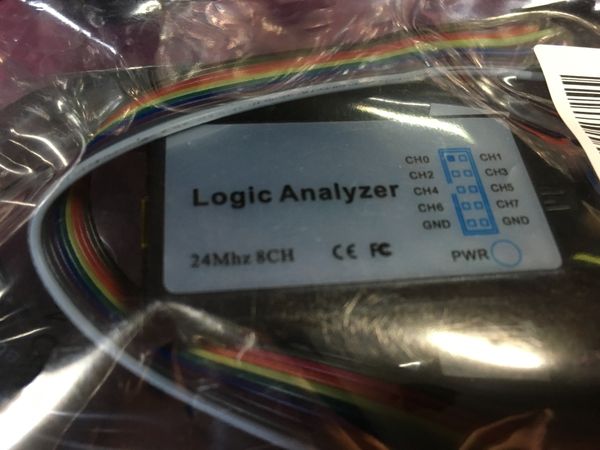 CH0 CH1
CH2 CH3
CH4 CH5
CH6 CH7
GND GND
Logic Analyzer
24Mhz 8CH CE FC PWR